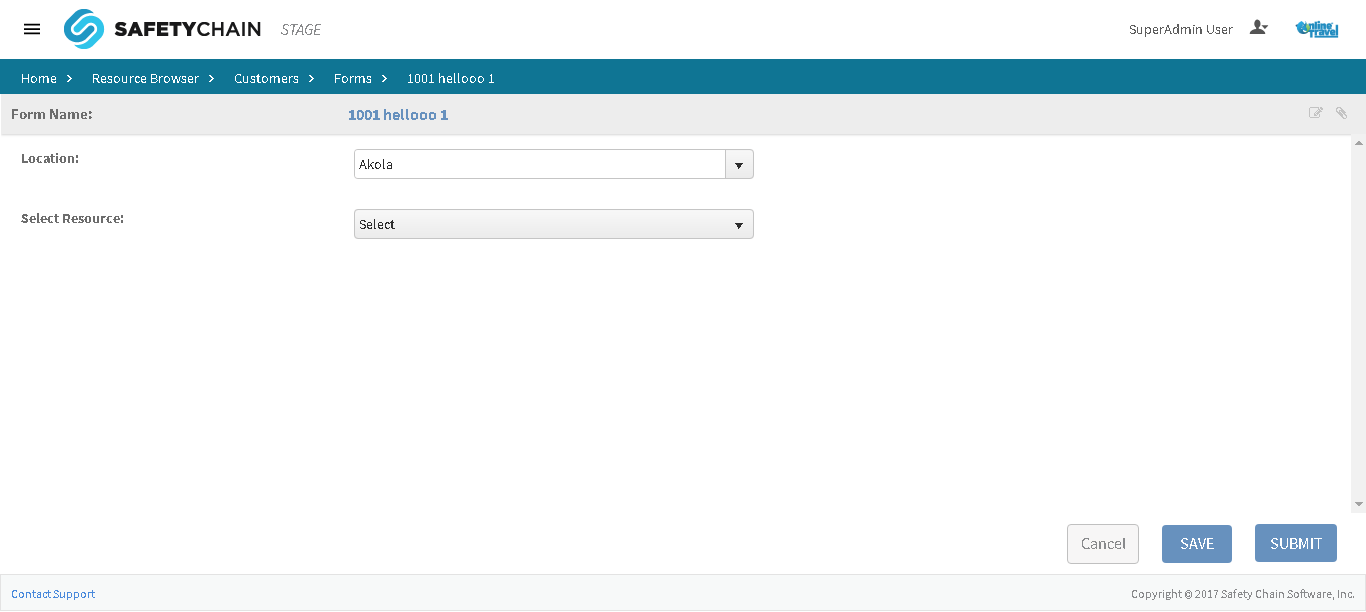 SAFETYCHAIN STAGE SuperAdmin User Online Travel
Home > Resource Browser > Customers > Forms > 1001 hellooo 1
Form Name: 1001 hellooo 1
Location: Akola
Select Resource: Select
Cancel SAVE SUBMIT
Contact Support Copyright © 2017 Safety Chain Software, Inc.